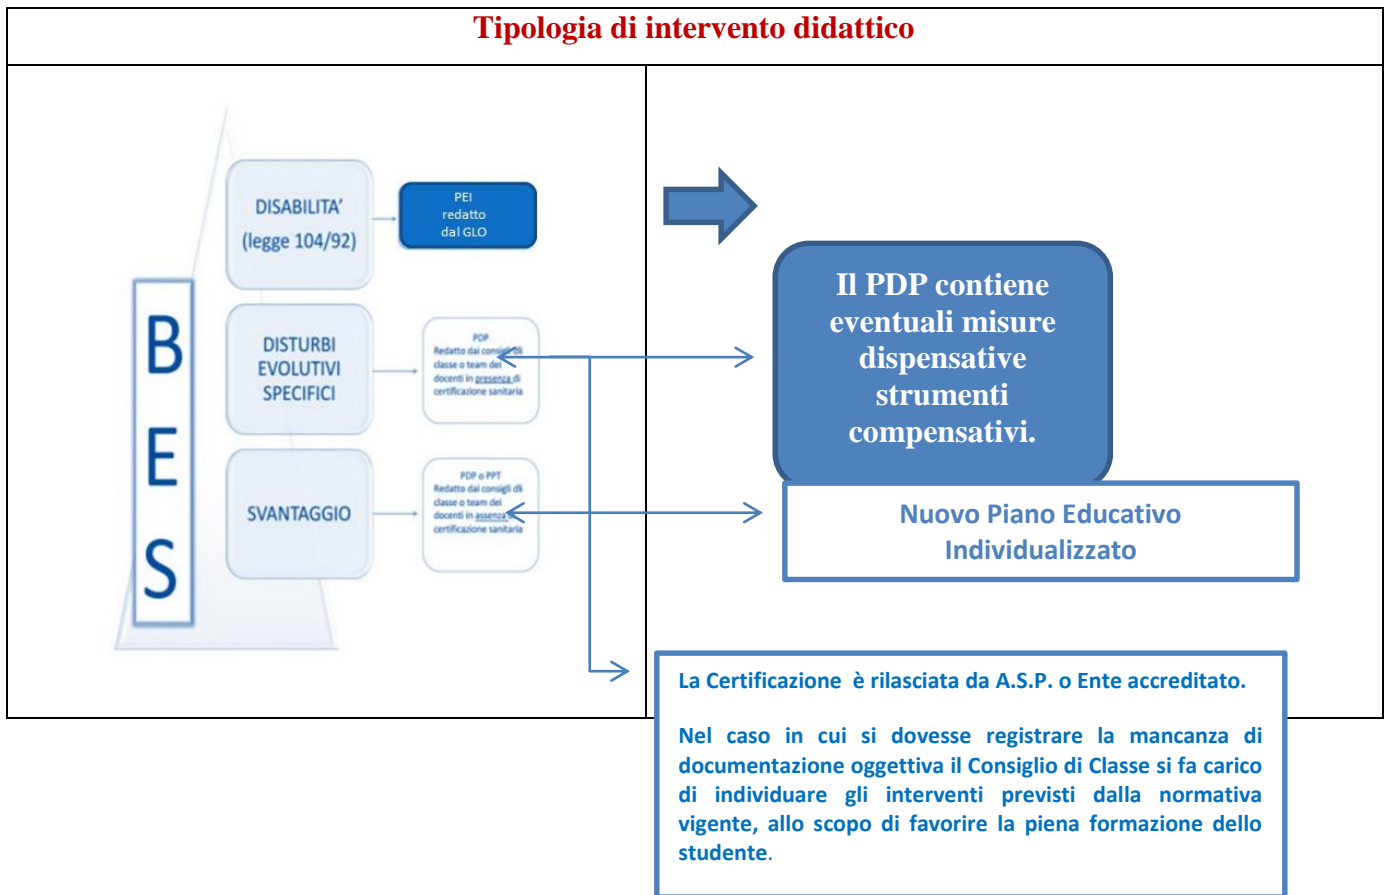 Tipologia di intervento didattico
B
E
S
DISABILITA'
(legge 104/92)
PEI
redatto
dal GLO
DISTURBI
EVOLUTIVI
SPECIFICI
PDP
Redatto dai consigli di
classe o team dei
docenti in presenza di
certificazione sanitaria
SVANTAGGIO
PDP o PPT
Redatto dai consigli di
classe o team dei
docenti in assenza
certificazione sanitaria
Il PDP contiene
eventuali misure
dispensative
strumenti
compensativi.
Nuovo Piano Educativo
Individualizzato
La Certificazione è rilasciata da A.S.P. o Ente accreditato.
Nel caso in cui si dovesse registrare la mancanza di
documentazione oggettiva il Consiglio di Classe si fa carico
di individuare gli interventi previsti dalla normativa
vigente, allo scopo di favorire la piena formazione dello
studente.